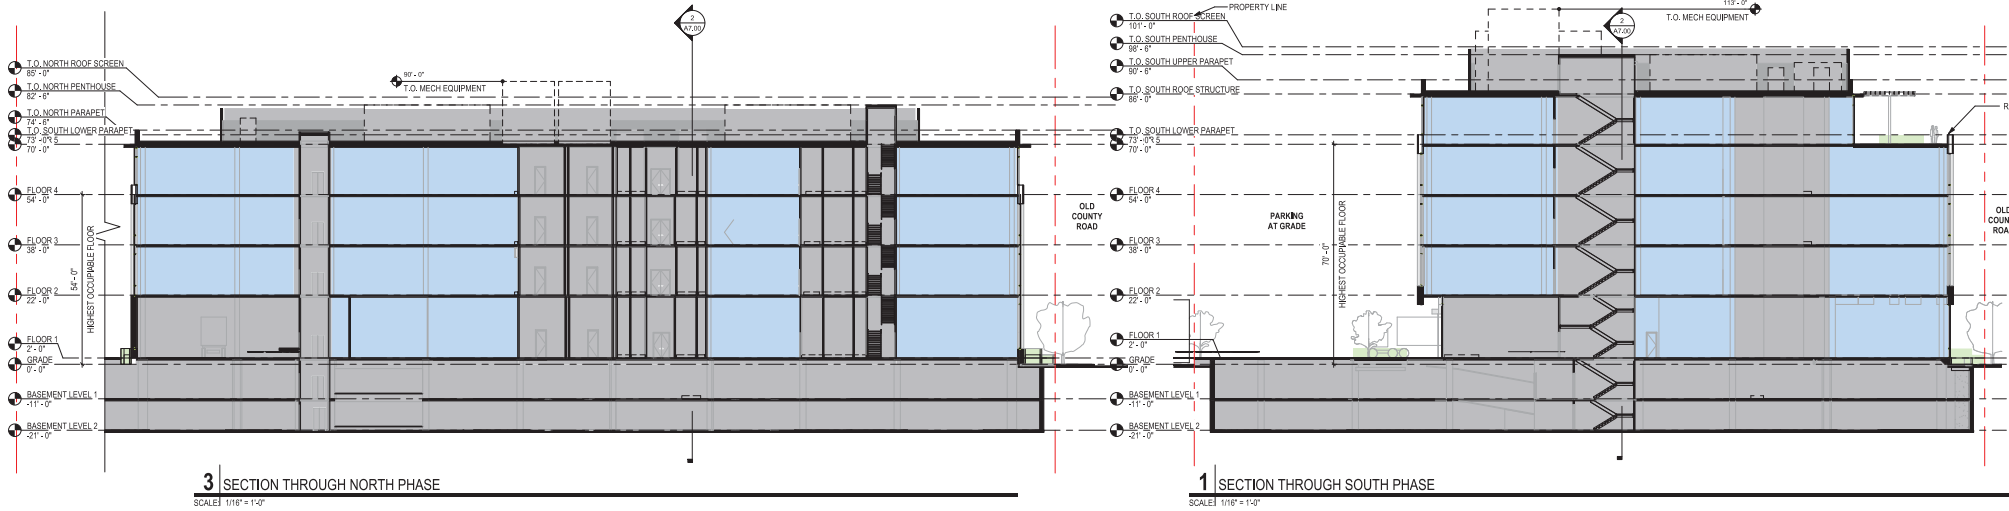 2
A7.00
T.O. NORTH ROOF SCREEN
85' - 0"
T.O. NORTH PENTHOUSE
82' - 6"
T.O. NORTH PARAPET
74' - 6"
T.O. SOUTH LOWER PARAPET
70' - 0"
FLOOR 4
54' - 0"
FLOOR 3
38' - 0"
FLOOR 2
22' - 0"
FLOOR 1
2' - 0"
GRADE
0' - 0"
BASEMENT LEVEL 1
-11' - 0"
BASEMENT LEVEL 2
-21' - 0"
54' - 0"
HIGHEST OCCUPIABLE FLOOR
90' - 0"
T.O. MECH EQUIPMENT
OLD
COUNTY
ROAD
3 SECTION THROUGH NORTH PHASE
SCALE: 1/16" = 1'-0"
PROPERTY LINE
T.O. SOUTH ROOF SCREEN
101' - 0"
T.O. SOUTH PENTHOUSE
98' - 6"
T.O. SOUTH UPPER PARAPET
90' - 6"
T.O. SOUTH ROOF STRUCTURE
86' - 0"
T.O. SOUTH LOWER PARAPET
70' - 0"
FLOOR 4
54' - 0"
FLOOR 3
38' - 0"
FLOOR 2
22' - 0"
FLOOR 1
2' - 0"
GRADE
0' - 0"
BASEMENT LEVEL 1
-11' - 0"
BASEMENT LEVEL 2
-21' - 0"
PARKING
AT GRADE
70' - 0"
HIGHEST OCCUPIABLE FLOOR
2
A7.00
113' - 0"
T.O. MECH EQUIPMENT
R
OLD
COUN
ROA
1 SECTION THROUGH SOUTH PHASE
SCALE: 1/16" = 1'-0"